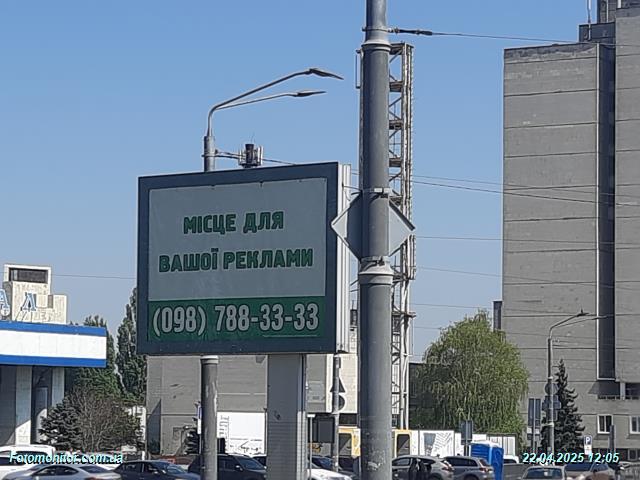 МІСЦЕ ДЛЯ
ВАШОЇ РЕКЛАМИ
(098) 788-33-33
Fotomonitor.com.ua
22.04.2025 12:05